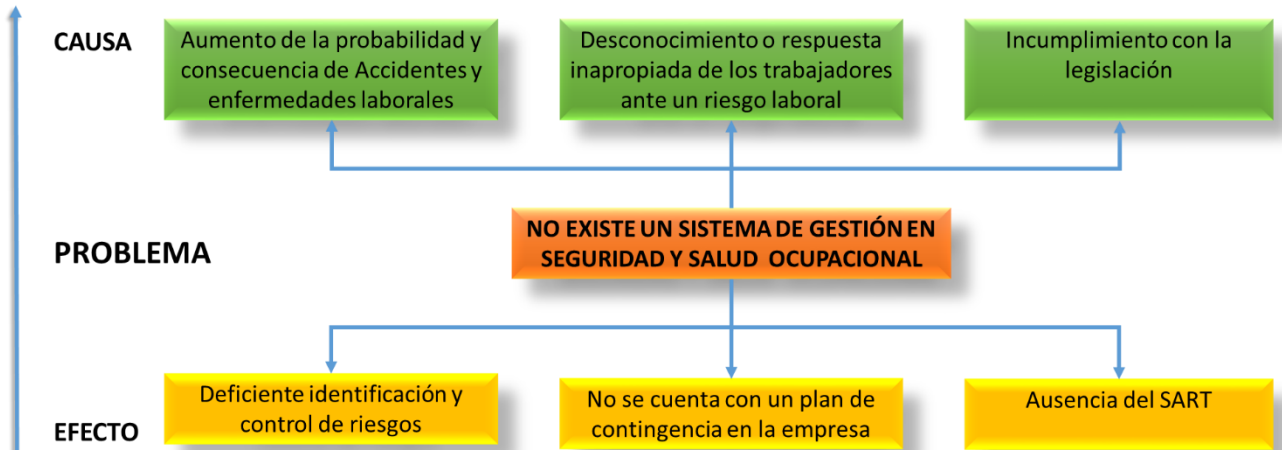 CAUSA
Aumento de la probabilidad y
consecuencia de Accidentes y
enfermedades laborales
Desconocimiento o respuesta
inapropiada de los trabajadores
ante un riesgo laboral
Incumplimiento con la
legislación
PROBLEMA
NO EXISTE UN SISTEMA DE GESTIÓN EN
SEGURIDAD Y SALUD OCUPACIONAL
EFECTO
Deficiente identificación y
control de riesgos
No se cuenta con un plan de
contingencia en la empresa
Ausencia del SART